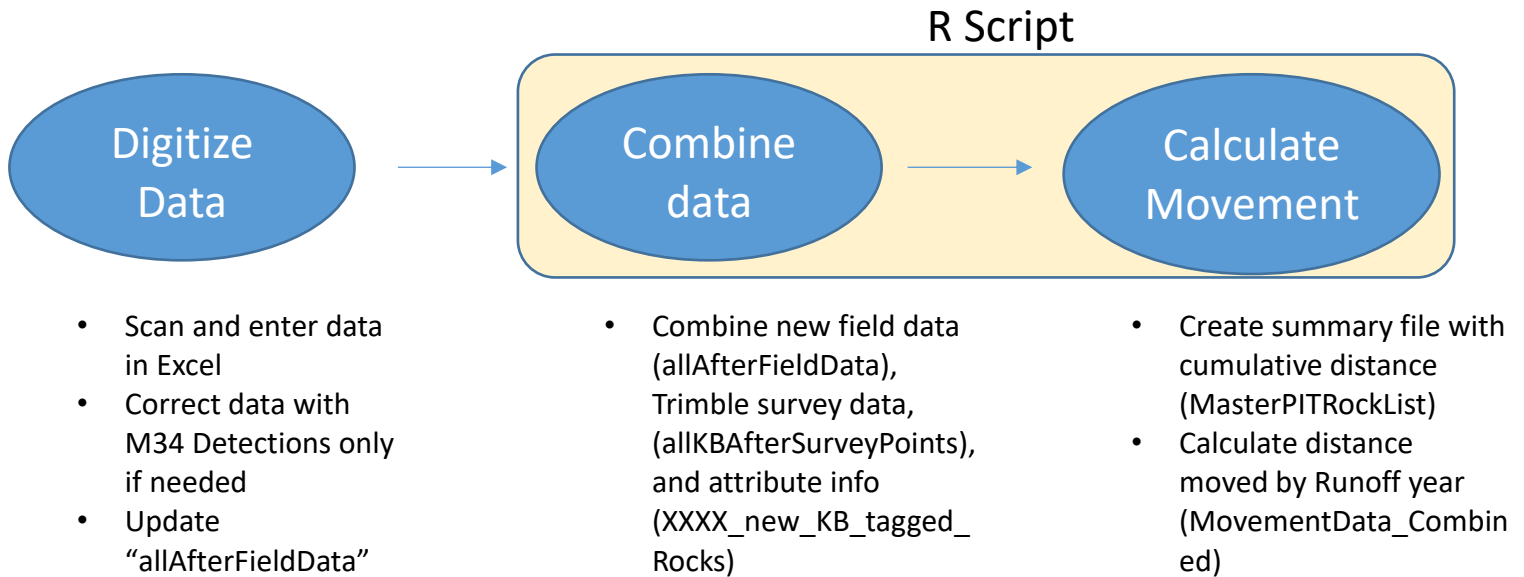 R Script
Digitize
Data
Combine
data
Calculate
Movement
• Scan and enter data
in Excel
• Correct data with
M34 Detections only
if needed
• Update
“allAfterFieldData”
• Combine new field data
(allAfterFieldData),
Trimble survey data,
(allKBAfterSurveyPoints),
and attribute info
(XXXX_new_KB_tagged_
Rocks)
• Create summary file with
cumulative distance
(MasterPITRockList)
• Calculate distance
moved by Runoff year
(MovementData_Combin
ed)